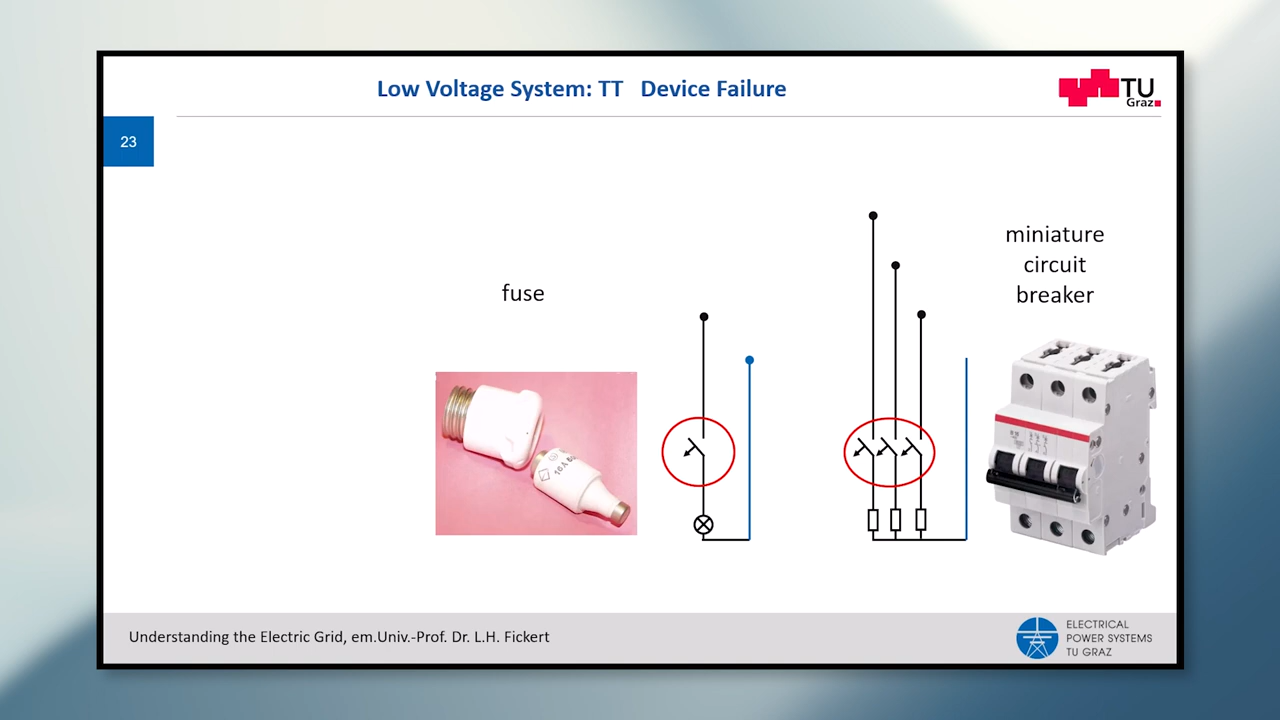 Low Voltage System: TT Device Failure
TU
Graz
23
miniature
circuit
breaker
fuse
Understanding the Electric Grid, em.Univ.-Prof. Dr. L.H. Fickert
ELECTRICAL
POWER SYSTEMS
TU GRAZ